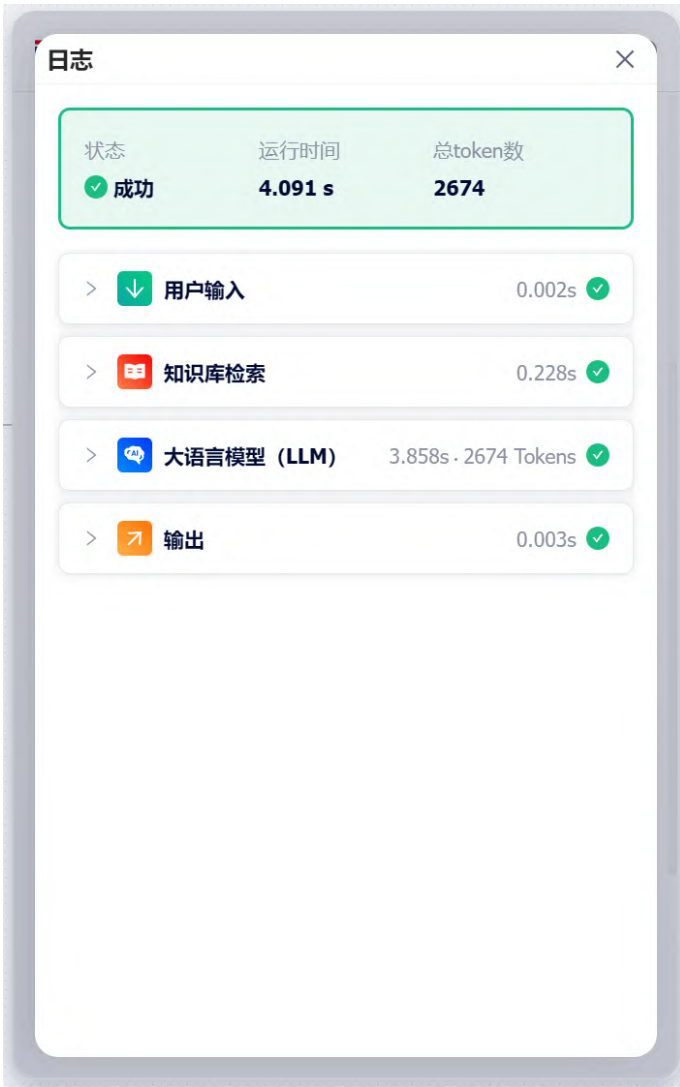 日志
状态 运行时间 总token数
成功 4.091 s 2674
用户输入 0.002s
知识库检索 0.228s
AI 大语言模型（LLM） 3.858s · 2674 Tokens
输出 0.003s